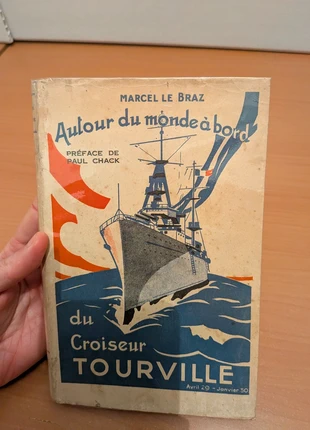 MARCEL LE BRAZ
Autour du monde à bord
PRÉFACE DE
PAUL CHACK
du
Croiseur
TOURVILLE
Avril 29 - Janvier 30